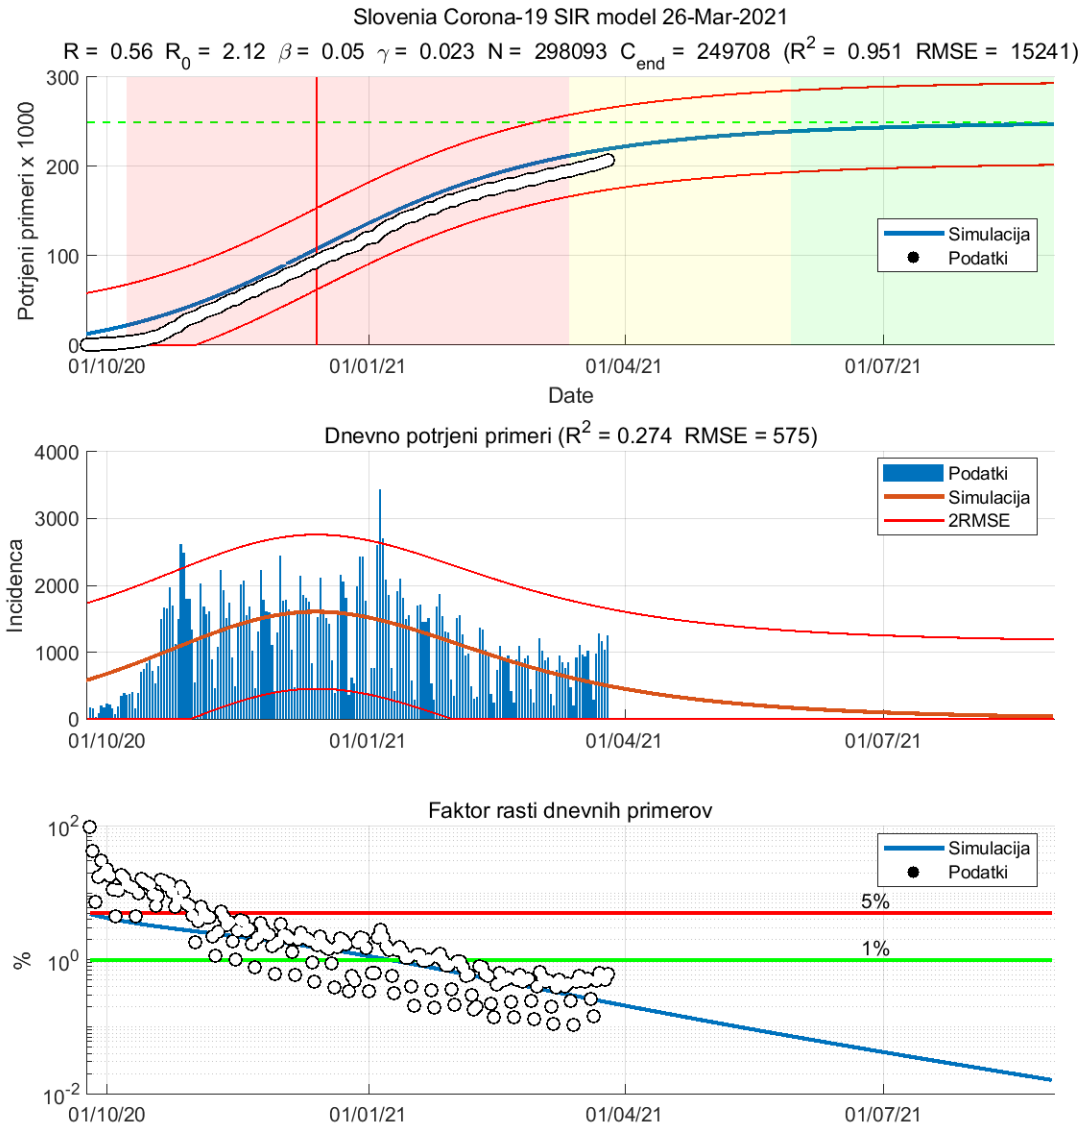 Slovenia Corona-19 SIR model 26-Mar-2021
R = 0.56 R0 = 2.12 β = 0.05 γ = 0.023 N = 298093 Cend = 249708 (R2 = 0.951 RMSE = 15241)
300
200
100
0
Potrjeni primeri x 1000
Simulacija
Podatki
01/10/20 01/01/21 01/04/21 01/07/21
Date
Dnevno potrjeni primeri (R2 = 0.274 RMSE = 575)
4000
3000
2000
1000
0
Incidenca
Podatki
Simulacija
2RMSE
01/10/20 01/01/21 01/04/21 01/07/21
Faktor rasti dnevnih primerov
10^2
10^0
10^-2
%
Simulacija
Podatki
5%
1%
01/10/20 01/01/21 01/04/21 01/07/21